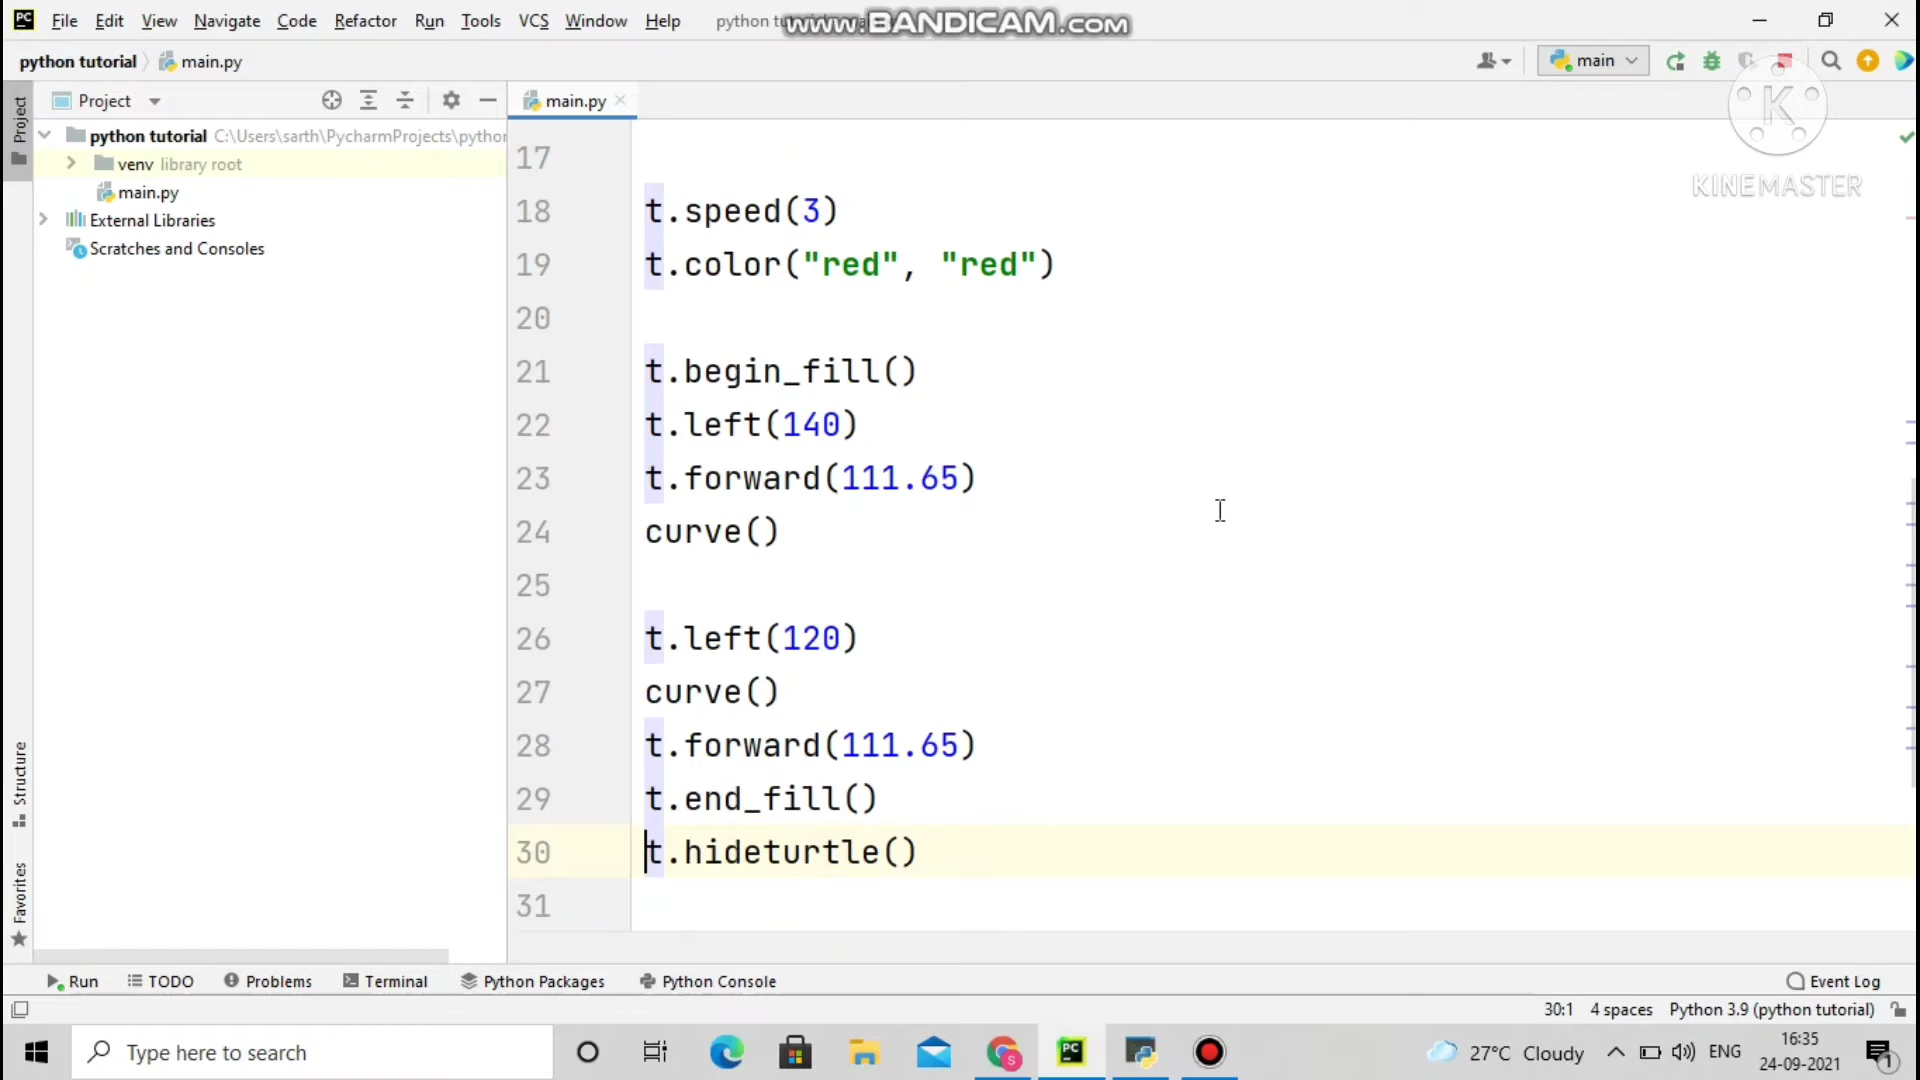 File Edit View Navigate Code Refactor Run Tools VCS Window Help python
www.BANDICAM.com
python tutorial main.py
main
Project
Project
main.py
python tutorial C:\Users\sarth\PycharmProjects\python
venv library root
main.py
External Libraries
Scratches and Consoles
K
KINEMASTER
17
18 t.speed(3)
19 t.color("red", "red")
20
21 t.begin_fill()
22 t.left(140)
23 t.forward(111.65)
24 curve()
25
26 t.left(120)
27 curve()
28 t.forward(111.65)
29 t.end_fill()
30 t.hideturtle()
31
Structure
Favorites
Run TODO Problems Terminal Python Packages Python Console Event Log
30:1 4 spaces Python 3.9 (python tutorial)
Type here to search
PC
S
27°C Cloudy
ENG
16:35
24-09-2021
1